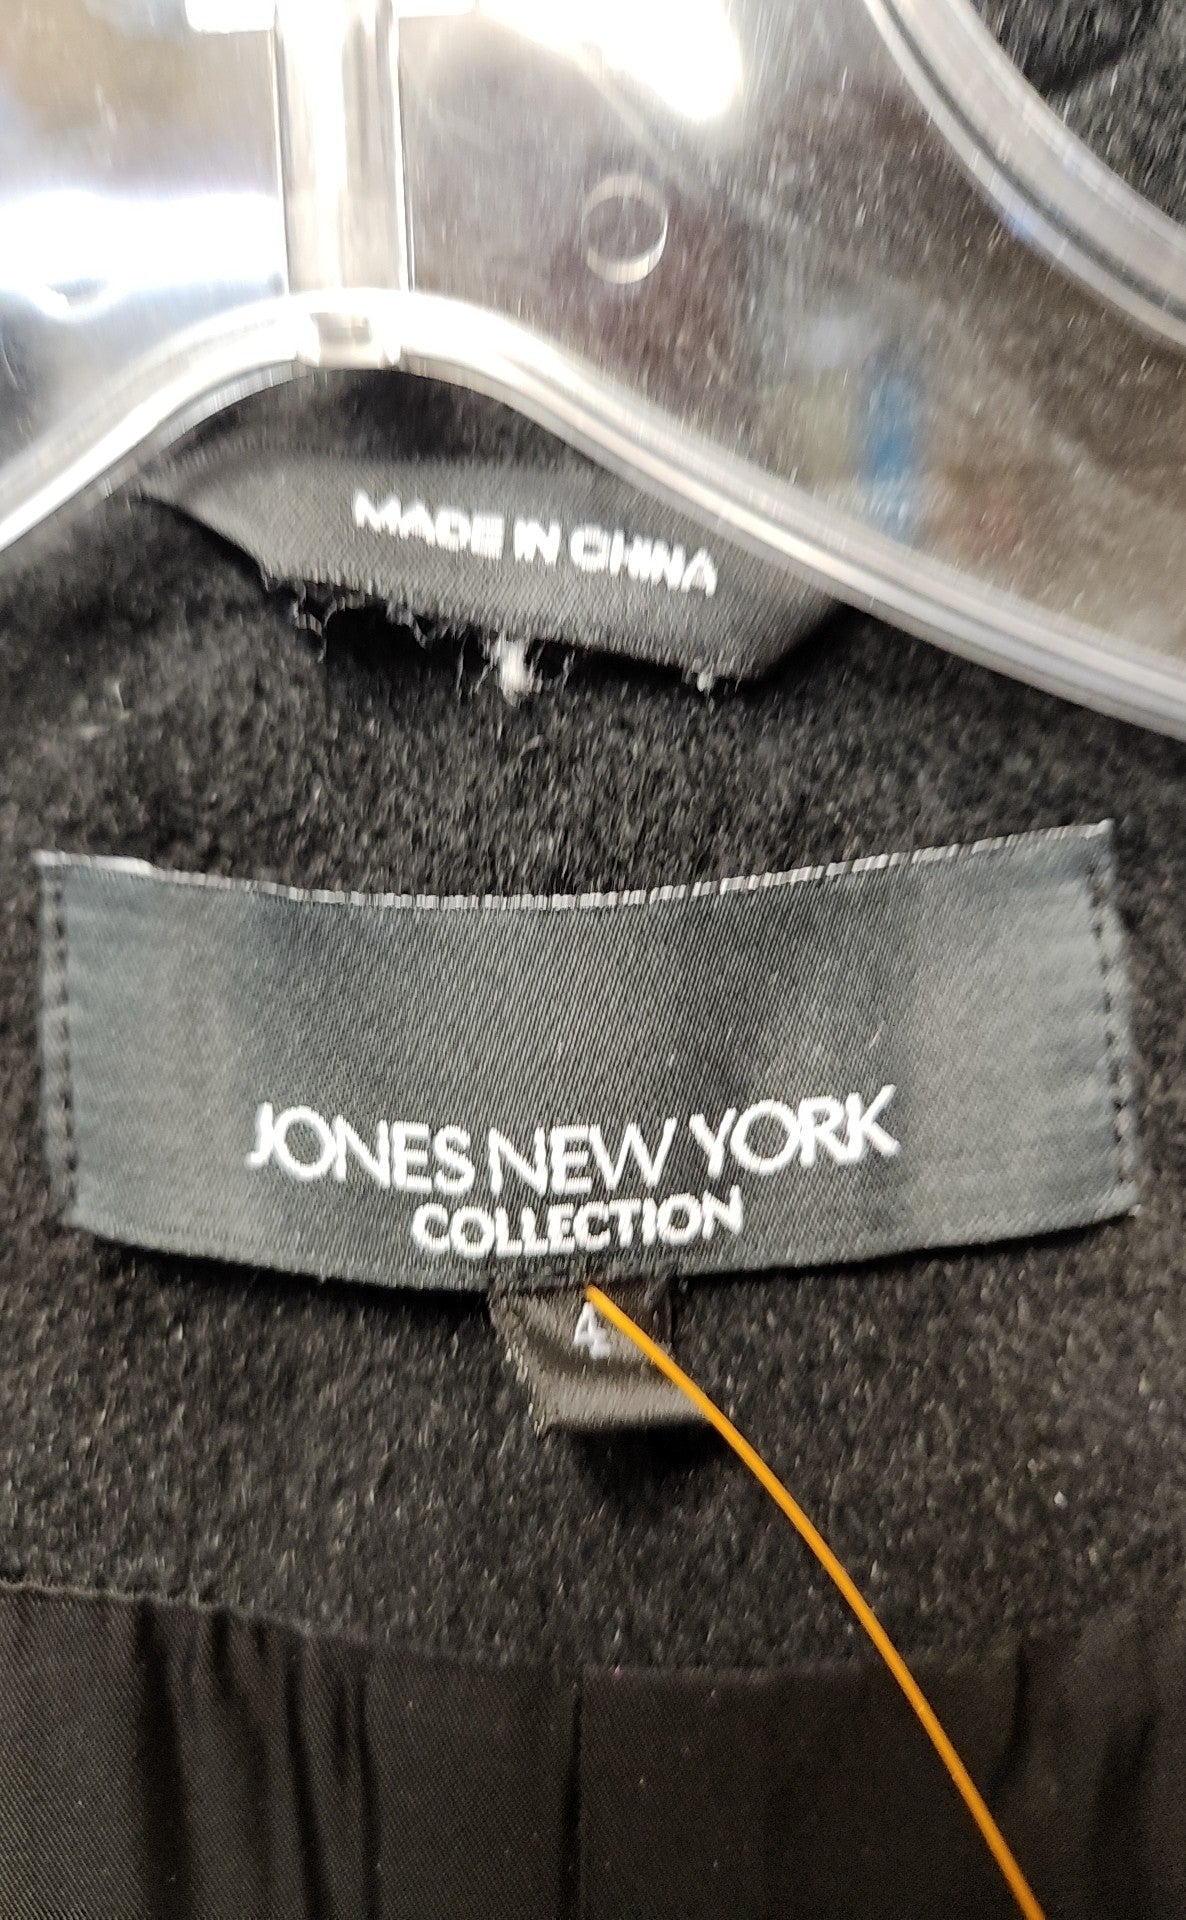 MADE IN CHINA
JONES NEW YORK
COLLECTION
4